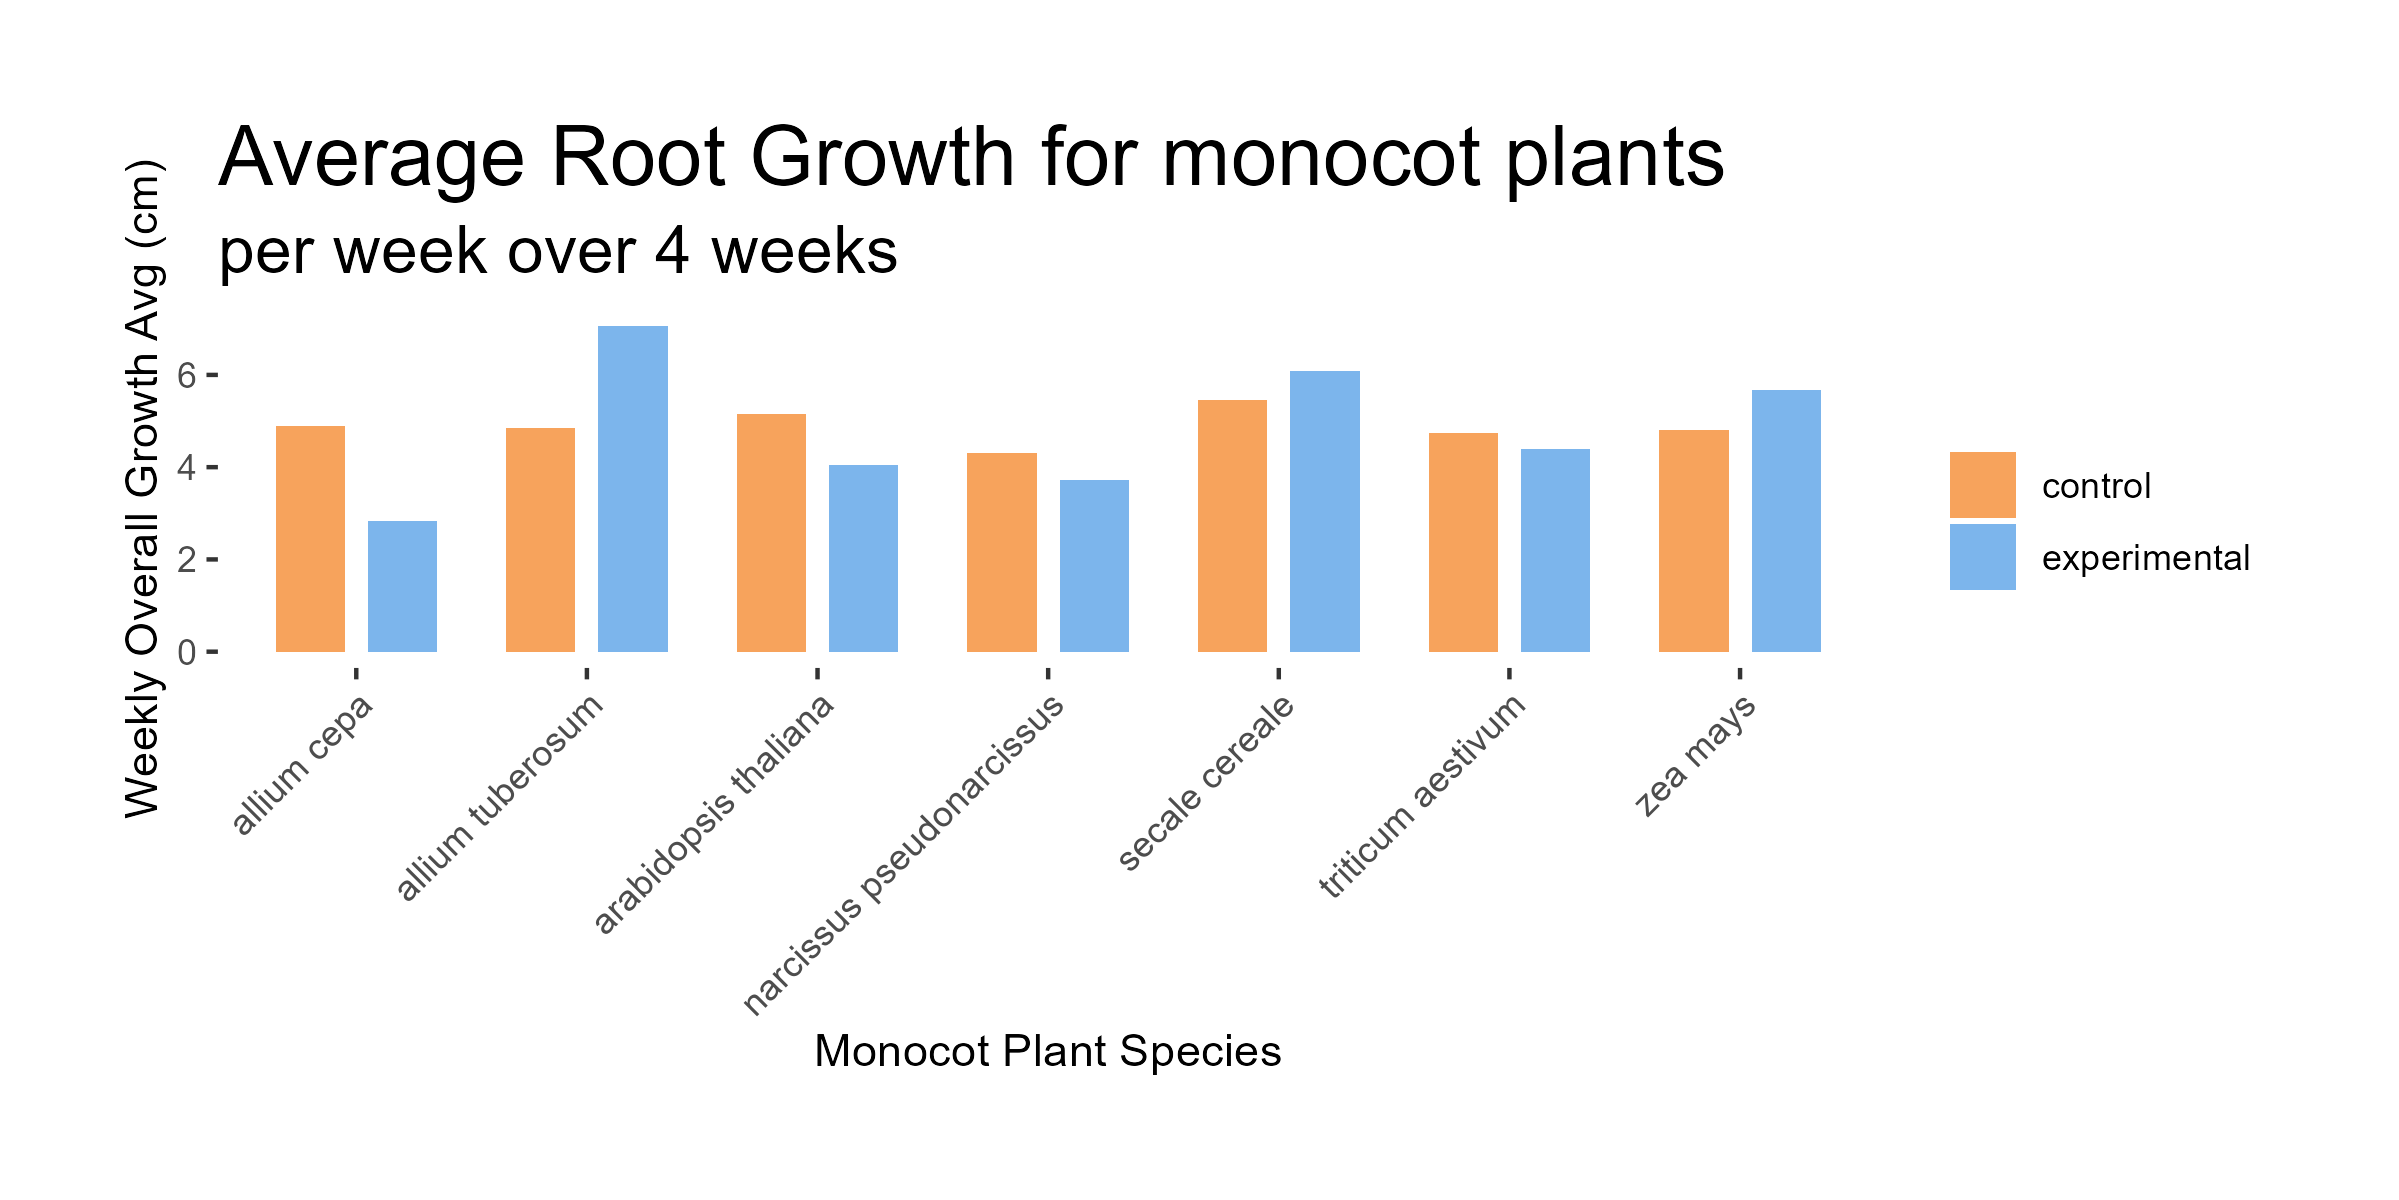 Average Root Growth for monocot plants
per week over 4 weeks
Weekly Overall Growth Avg (cm)
6
4
2
0
allium cepa
allium tuberosum
arabidopsis thaliana
narcissus pseudonarcissus
secale cereale
triticum aestivum
zea mays
Monocot Plant Species
control
experimental